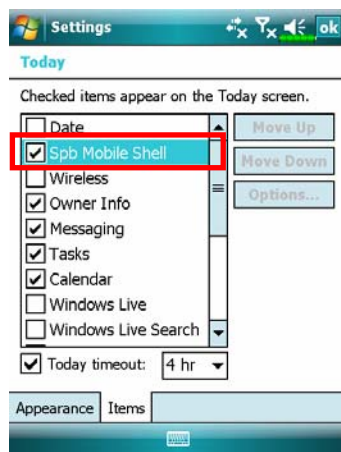 Settings
ok
Today
Checked items appear on the Today screen.
Date
Spb Mobile Shell
Wireless
Owner Info
Messaging
Tasks
Calendar
Windows Live
Windows Live Search
Move Up
Move Down
Options...
Today timeout: 4 hr
Appearance Items